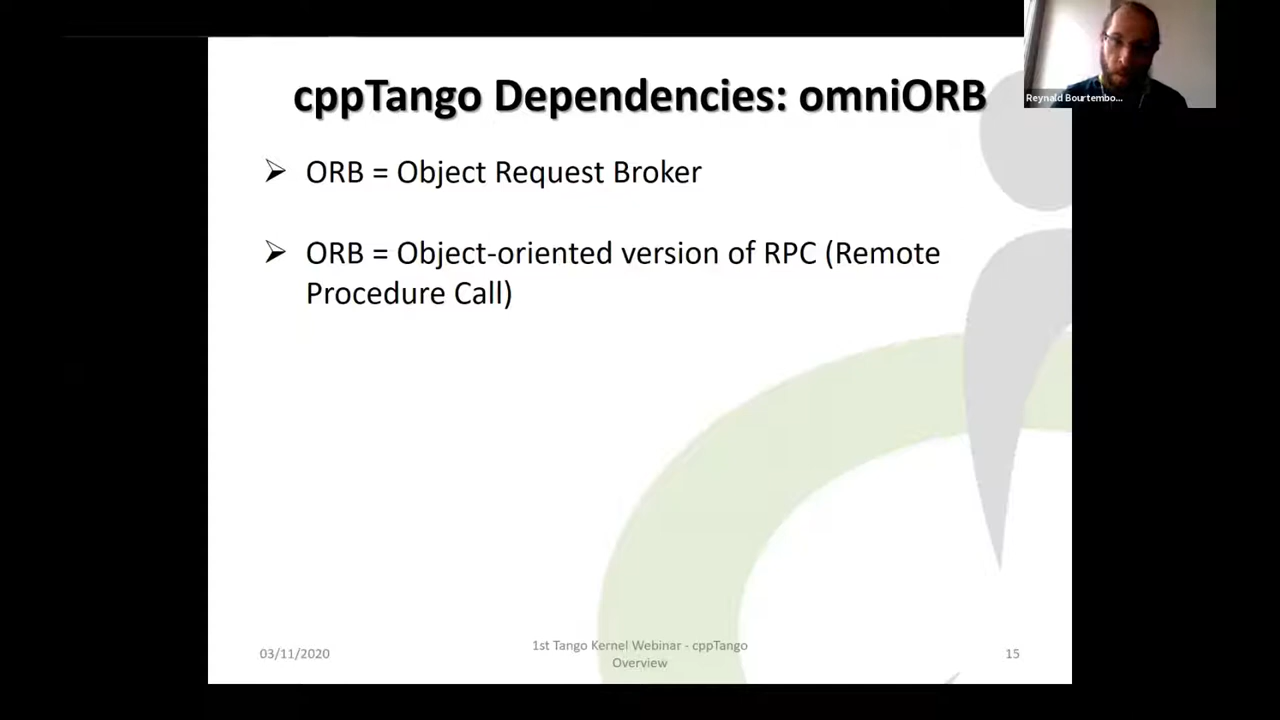 cppTango Dependencies: omniORB
Reynald Bourtembo...
➢ ORB = Object Request Broker
➢ ORB = Object-oriented version of RPC (Remote
Procedure Call)
03/11/2020
1st Tango Kernel Webinar - cppTango
Overview
15